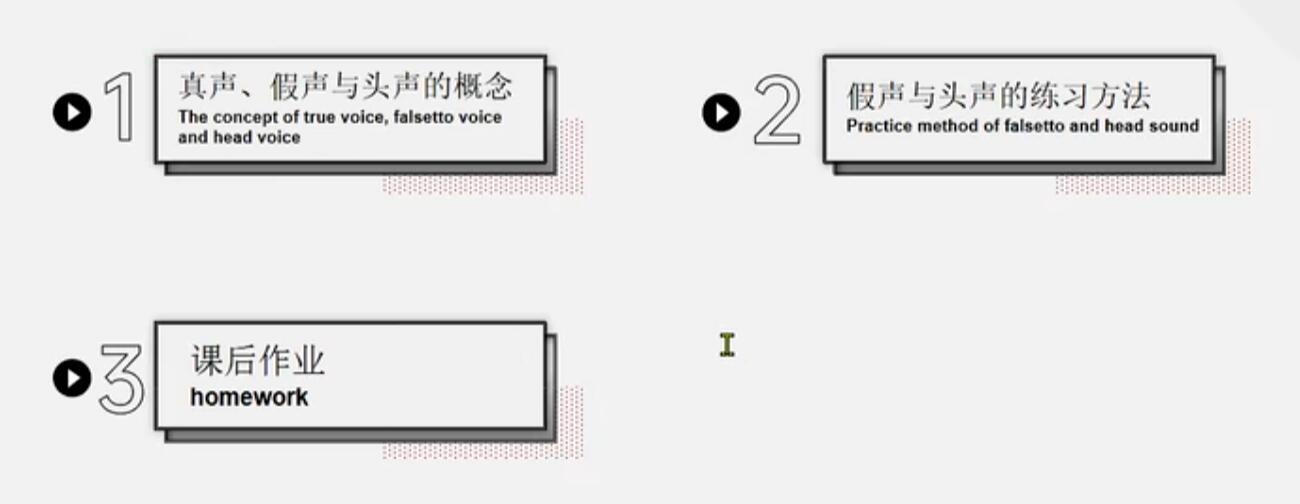 1
真声、假声与头声的概念
The concept of true voice, falsetto voice
and head voice
2
假声与头声的练习方法
Practice method of falsetto and head sound
3
课后作业
homework